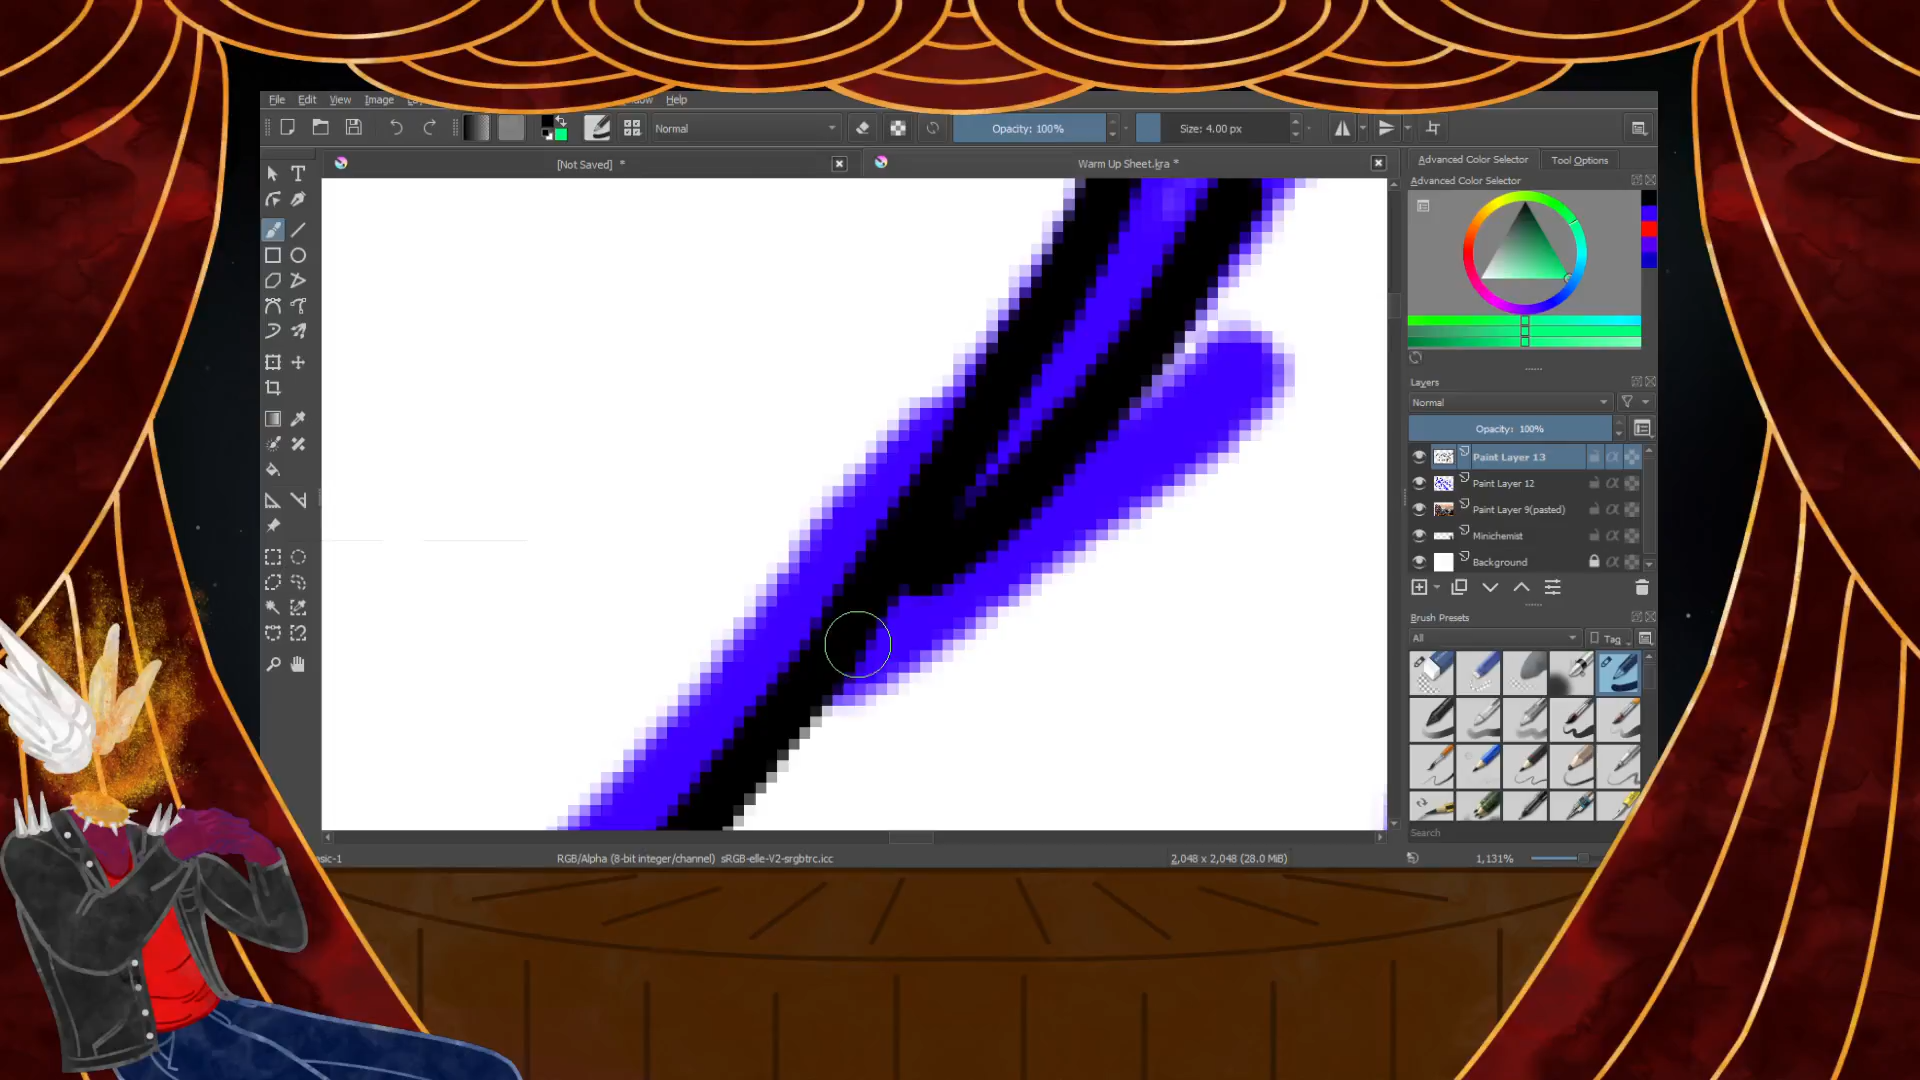 File Edit View Image Help
Normal
Opacity: 100%
Size: 4.00 px
[Not Saved] *
Warm Up Sheet.kra *
Advanced Color Selector
Tool Options
Advanced Color Selector
Layers
Normal
Opacity: 100%
Paint Layer 13
Paint Layer 12
Paint Layer 9(pasted)
Minichemist
Background
Brush Presets
All
Tag
Search
RGB/Alpha (8-bit integer/channel) sRGB-elle-V2-srgbtrc.icc
2,048 x 2,048 (28.0 MiB)
1,131%